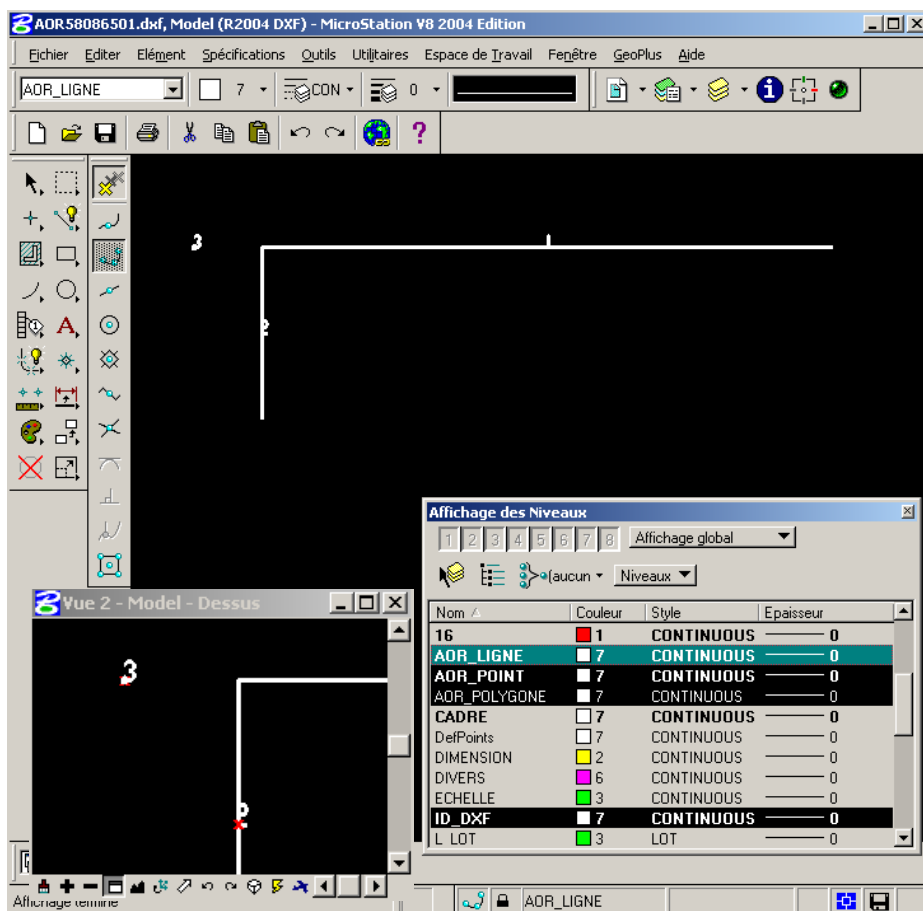 AOR58086501.dxf, Model (R2004 DXF) - MicroStation V8 2004 Edition
Fichier Editer Elément Spécifications Outils Utilitaires Espace de Travail Fenêtre GeoPlus Aide
AOR_LIGNE 7 CON 0
3
1
2
Affichage des Niveaux
1 2 3 4 5 6 7 8 Affichage global
(aucun Niveaux
Nom Couleur Style Epaisseur
16 1 CONTINUOUS 0
AOR_LIGNE 7 CONTINUOUS 0
AOR_POINT 7 CONTINUOUS 0
AOR_POLYGONE 7 CONTINUOUS 0
CADRE 7 CONTINUOUS 0
DefPoints 7 CONTINUOUS 0
DIMENSION 2 CONTINUOUS 0
DIVERS 6 CONTINUOUS 0
ECHELLE 3 CONTINUOUS 0
ID_DXF 7 CONTINUOUS 0
L_LOT 3 LOT 0
Vue 2 - Model - Dessus
3
2
Affichage terminé
AOR_LIGNE